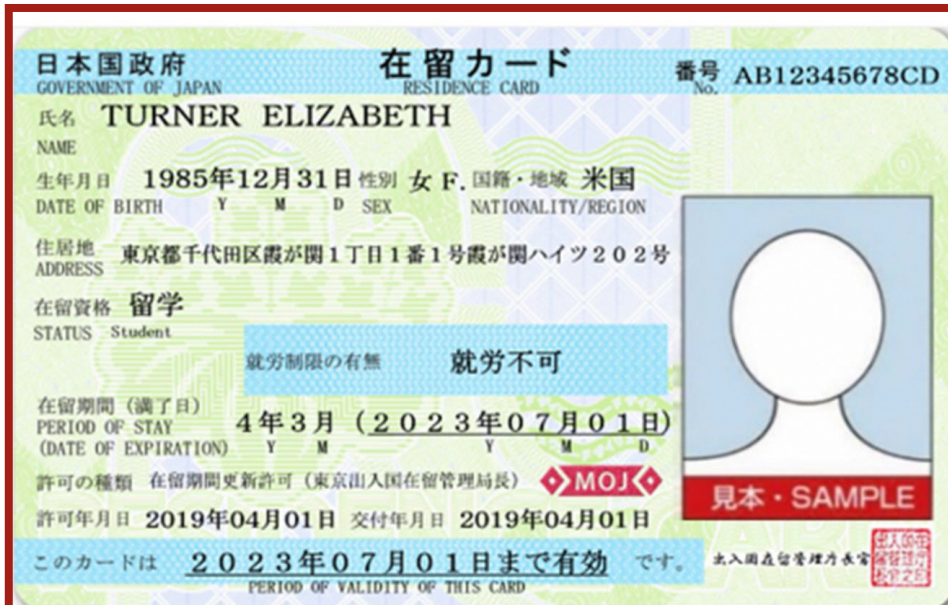 日本国政府 在留カード 番号 AB12345678CD
GOVERNMENT OF JAPAN RESIDENCE CARD No.
氏名 TURNER ELIZABETH
NAME
生年月日 1985年12月31日 性別 女 F. 国籍・地域 米国
DATE OF BIRTH Y M D SEX NATIONALITY/REGION
住居地 東京都千代田区霞が関1丁目1番1号霞が関ハイツ202号
ADDRESS
在留資格 留学
STATUS Student
就労制限の有無 就労不可
在留期間(満了日)
PERIOD OF STAY 4年3月(2023年07月01日)
(DATE OF EXPIRATION) Y M Y M D
許可の種類 在留期間更新許可(東京出入国在留管理局長) MOJ
見本・SAMPLE
許可年月日 2019年04月01日 交付年月日 2019年04月01日
このカードは 2023年07月01日まで有効 です。
PERIOD OF VALIDITY OF THIS CARD
出入国在留管理庁長官